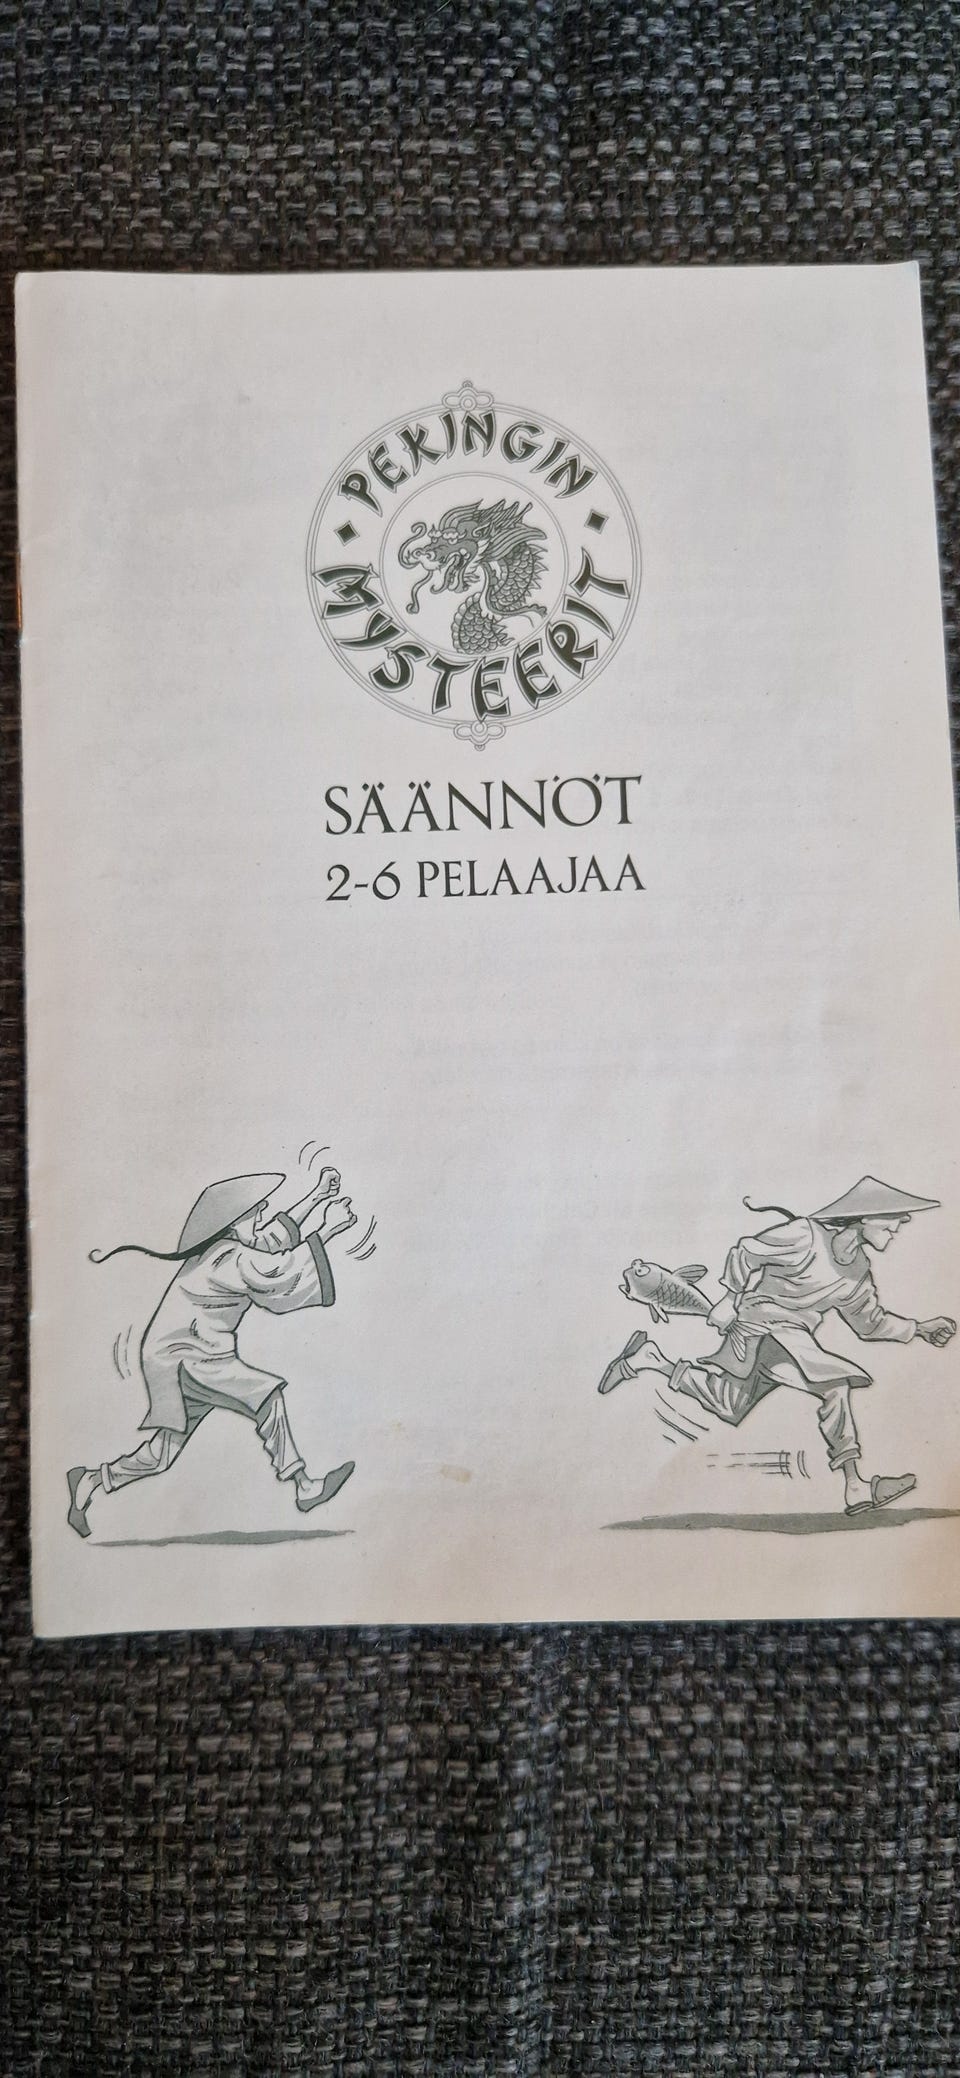 PEKINGIN
MYSTEERIT
SÄÄNNÖT
2-6 PELAAJAA